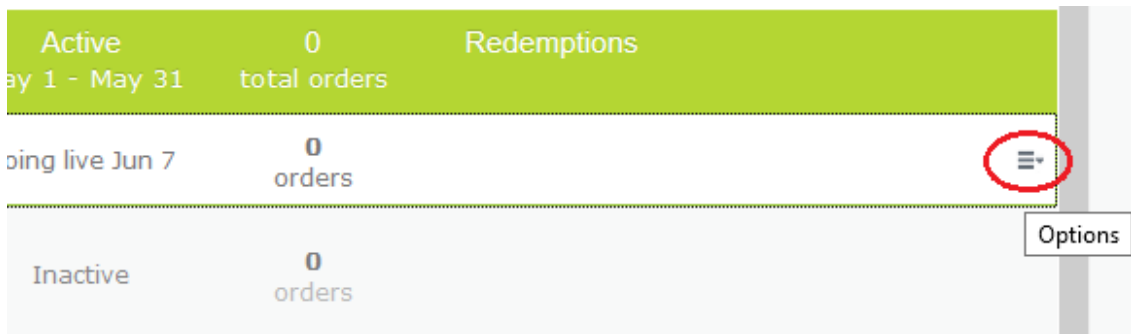 Active 0 Redemptions
ay 1 - May 31 total orders
oing live Jun 7 0
orders
Options
Inactive 0
orders